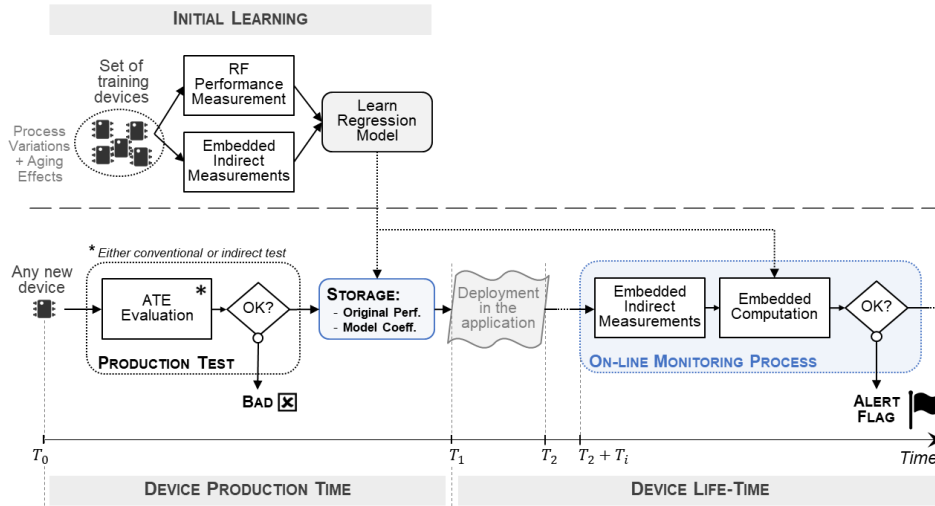 INITIAL LEARNING
Set of
training
devices
Process
Variations
+ Aging
Effects
RF
Performance
Measurement
Embedded
Indirect
Measurements
Learn
Regression
Model
* Either conventional or indirect test
Any new
device
ATE
Evaluation
*
OK?
PRODUCTION TEST
BAD
STORAGE:
- Original Perf.
- Model Coeff.
Deployment
in the
application
Embedded
Indirect
Measurements
Embedded
Computation
OK?
ON-LINE MONITORING PROCESS
ALERT
FLAG
T0
T1
T2
T2 + Ti
Time
DEVICE PRODUCTION TIME
DEVICE LIFE-TIME